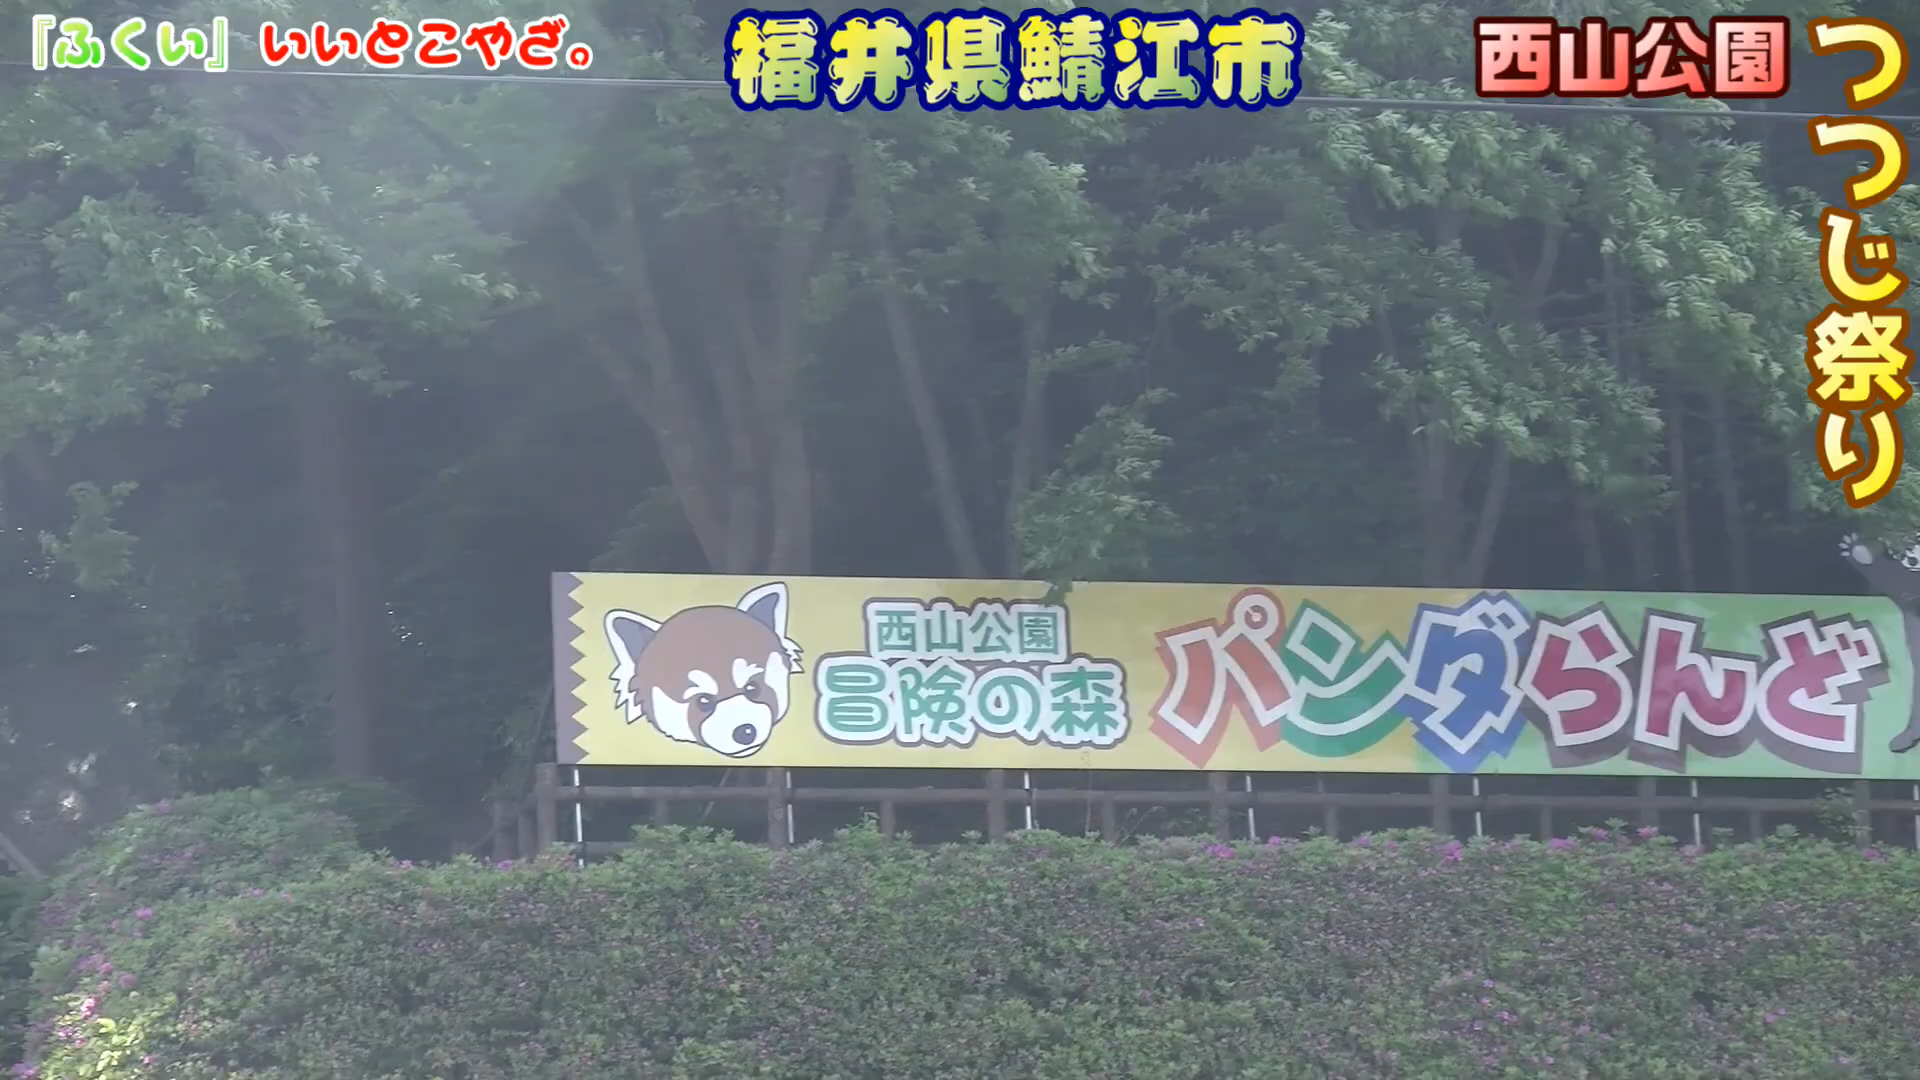 『ふくい』いいとこやざ。
福井県鯖江市
西山公園
つつじ祭り
西山公園
冒険の森
パンダらんど